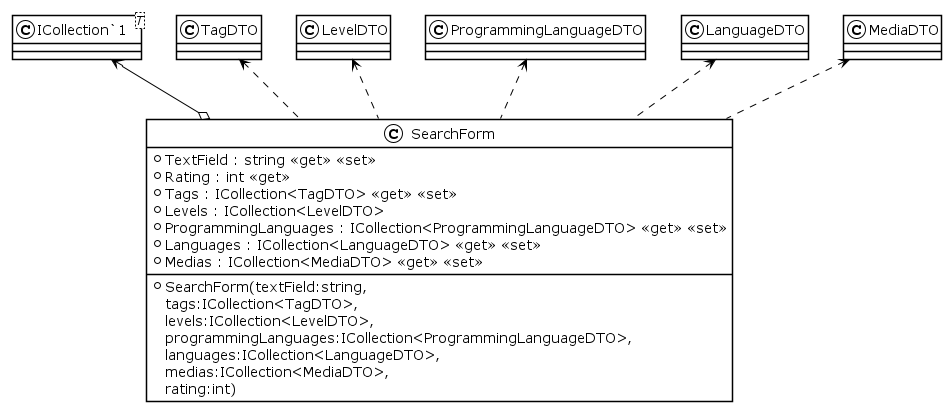 ICollection`1
T
TagDTO
LevelDTO
ProgrammingLanguageDTO
LanguageDTO
MediaDTO
SearchForm
TextField : string «get» «set»
Rating : int «get»
Tags : ICollection<TagDTO> «get» «set»
Levels : ICollection<LevelDTO>
ProgrammingLanguages : ICollection<ProgrammingLanguageDTO> «get» «set»
Languages : ICollection<LanguageDTO> «get» «set»
Medias : ICollection<MediaDTO> «get» «set»
SearchForm(textField:string,
tags:ICollection<TagDTO>,
levels:ICollection<LevelDTO>,
programmingLanguages:ICollection<ProgrammingLanguageDTO>,
languages:ICollection<LanguageDTO>,
medias:ICollection<MediaDTO>,
rating:int)